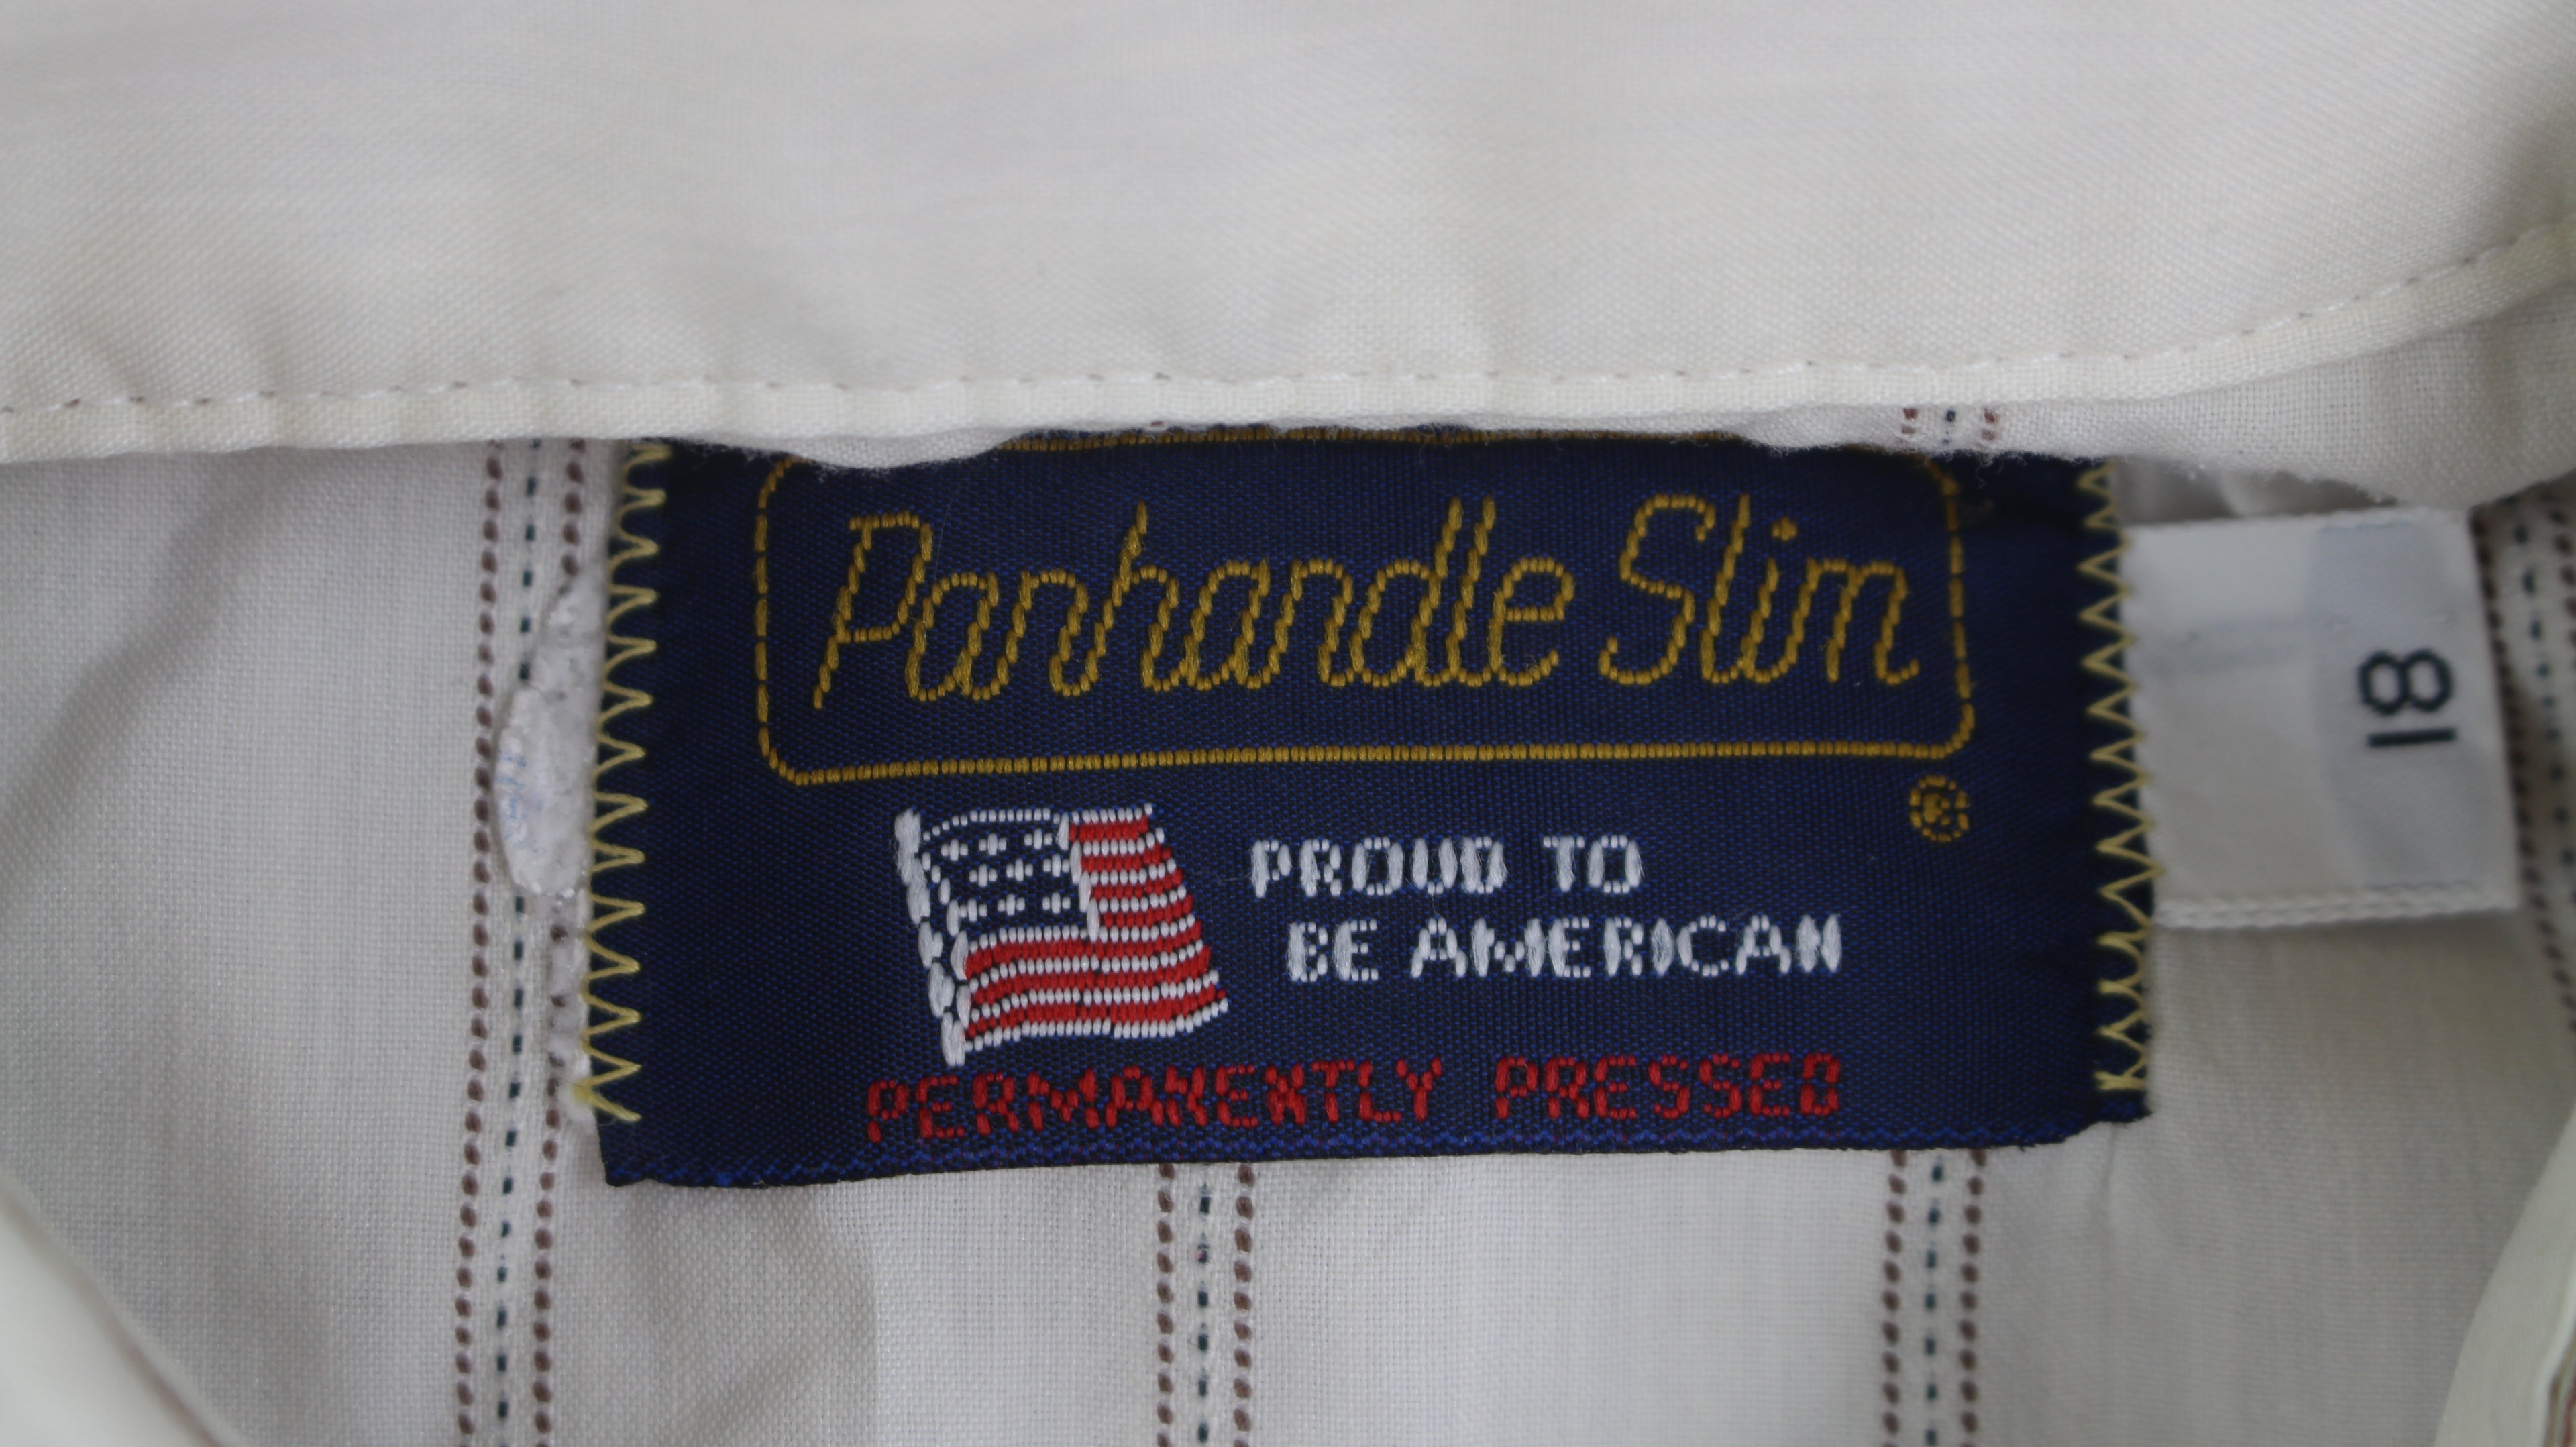 Panhandle Slim
®
PROUD TO
BE AMERICAN
PERMANENTLY PRESSED
18